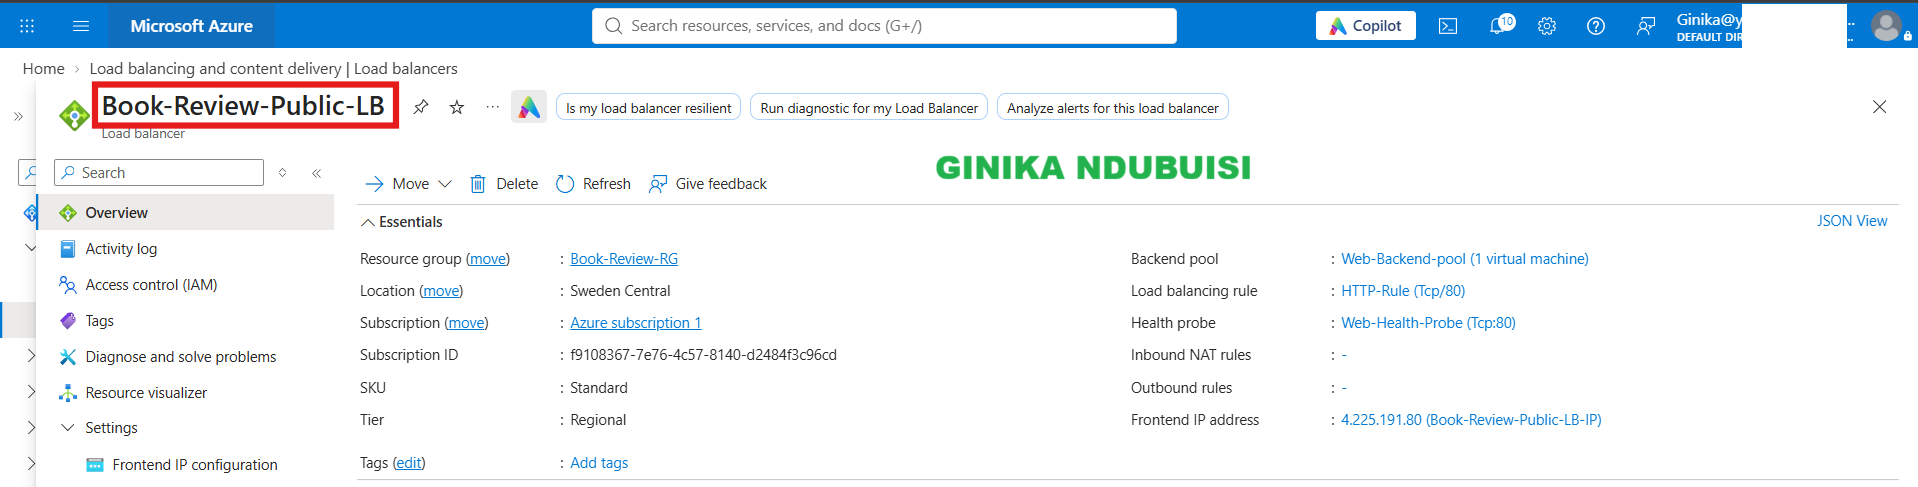 Microsoft Azure
Search resources, services, and docs (G+/)
Copilot
10
Ginika@y
...
DEFAULT DIR
...
Home > Load balancing and content delivery | Load balancers
Book-Review-Public-LB
Load balancer
Is my load balancer resilient
Run diagnostic for my Load Balancer
Analyze alerts for this load balancer
GINIKA NDUBUISI
Search
Move
Delete
Refresh
Give feedback
Overview
Activity log
Access control (IAM)
Tags
Diagnose and solve problems
Resource visualizer
Settings
Frontend IP configuration
Essentials
JSON View
Resource group (move) : Book-Review-RG
Location (move) : Sweden Central
Subscription (move) : Azure subscription 1
Subscription ID : f9108367-7e76-4c57-8140-d2484f3c96cd
SKU : Standard
Tier : Regional
Tags (edit) : Add tags
Backend pool : Web-Backend-pool (1 virtual machine)
Load balancing rule : HTTP-Rule (Tcp/80)
Health probe : Web-Health-Probe (Tcp:80)
Inbound NAT rules : -
Outbound rules : -
Frontend IP address : 4.225.191.80 (Book-Review-Public-LB-IP)